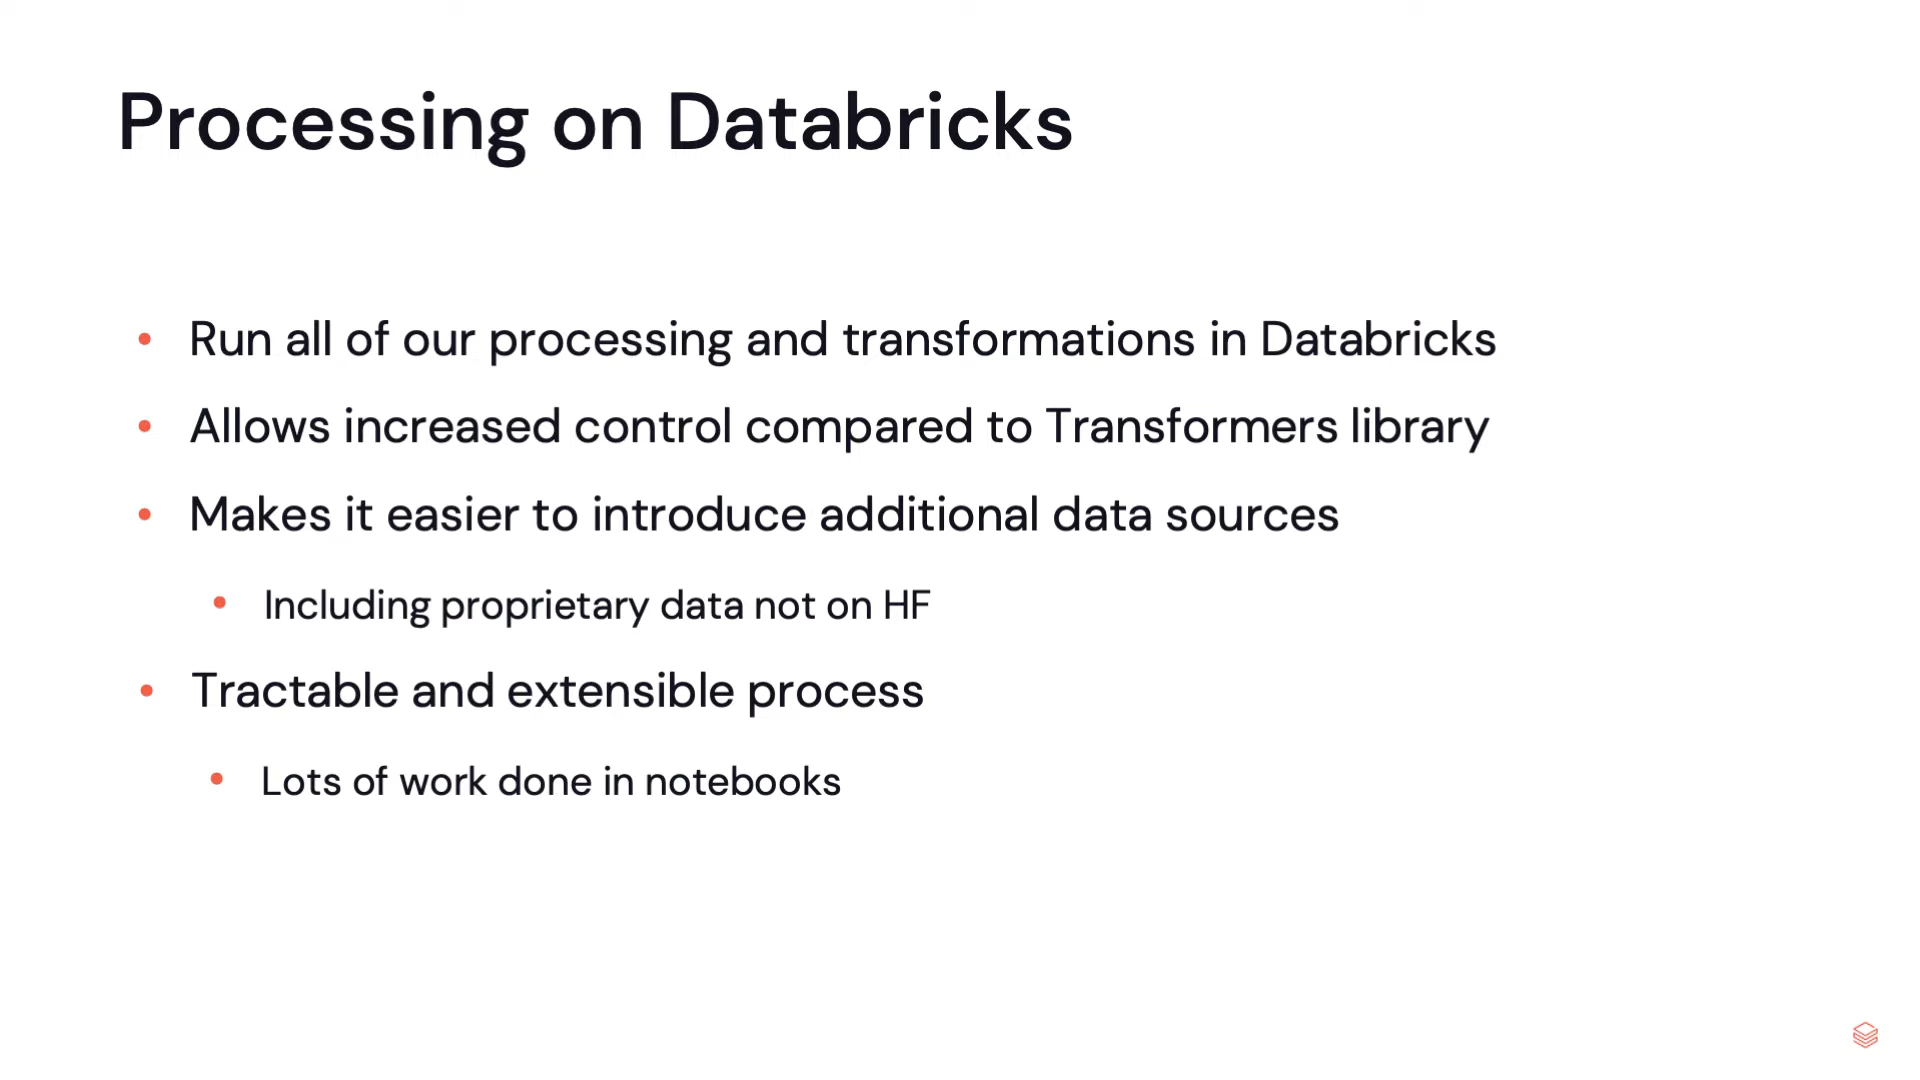 Processing on Databricks
Run all of our processing and transformations in Databricks
Allows increased control compared to Transformers library
Makes it easier to introduce additional data sources
Including proprietary data not on HF
Tractable and extensible process
Lots of work done in notebooks